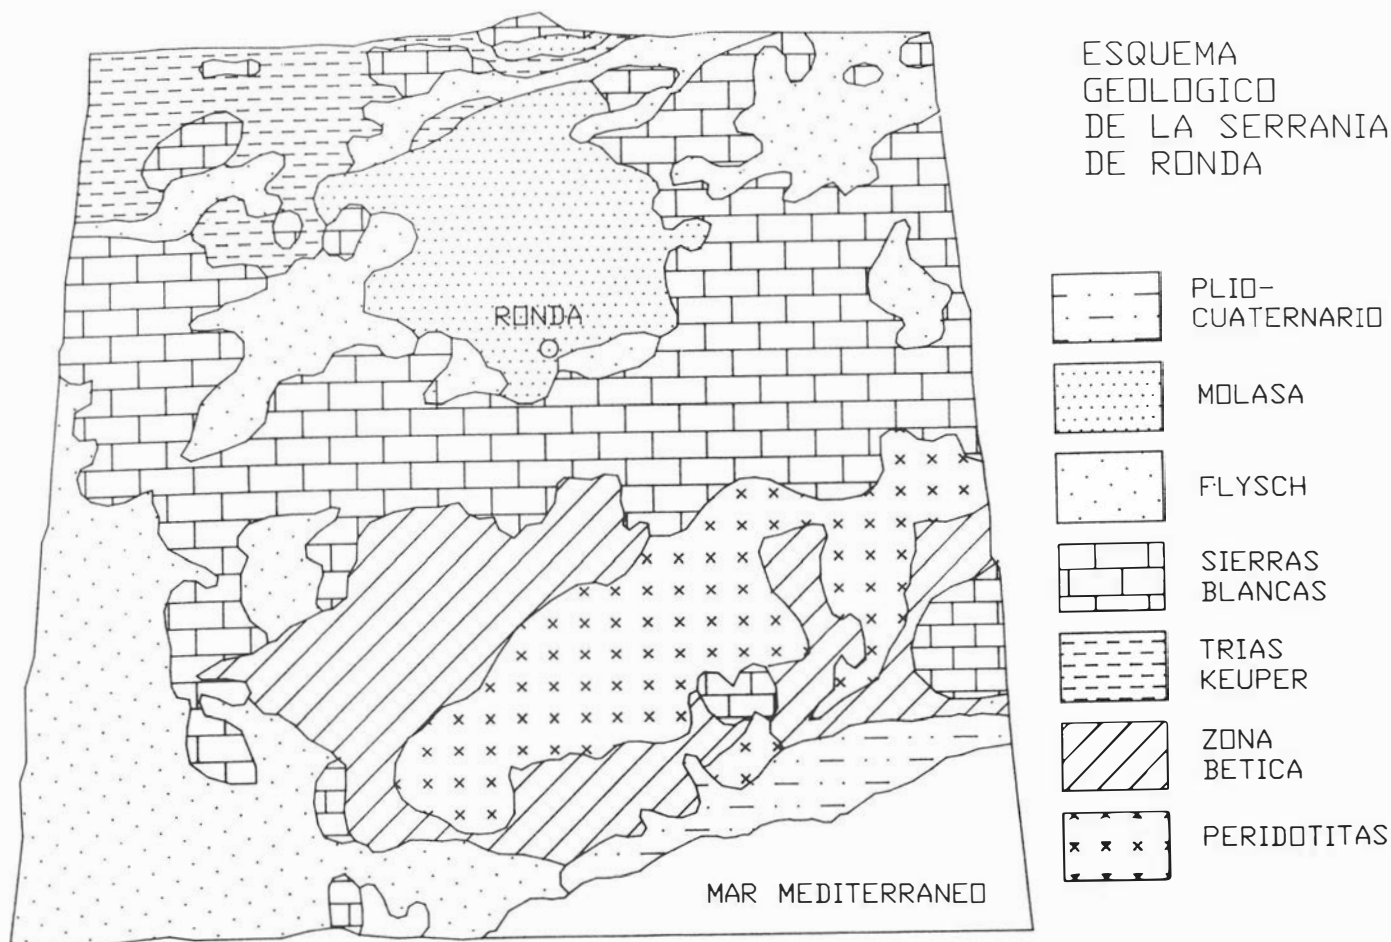 ESQUEMA
GEOLOGICO
DE LA SERRANIA
DE RONDA
RONDA
MAR MEDITERRANEO
PLIO-
CUATERNARIO
MOLASA
FLYSCH
SIERRAS
BLANCAS
TRIAS
KEUPER
ZONA
BETICA
PERIDOTITAS